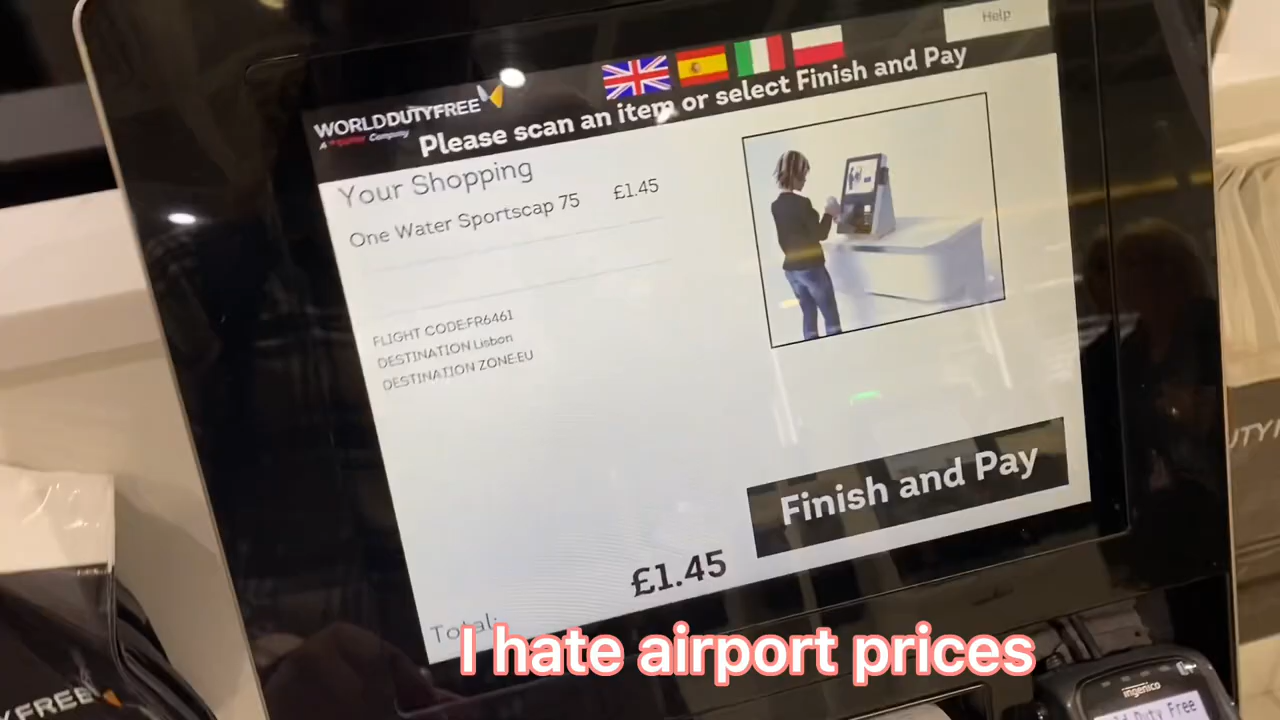 Help
WORLDDUTYFREE
A Company
Please scan an item or select Finish and Pay
Your Shopping
One Water Sportscap 75 £1.45
FLIGHT CODE:FR6461
DESTINATION Lisbon
DESTINATION ZONE:EU
Finish and Pay
Total: £1.45
I hate airport prices
ingenico
Duty Free